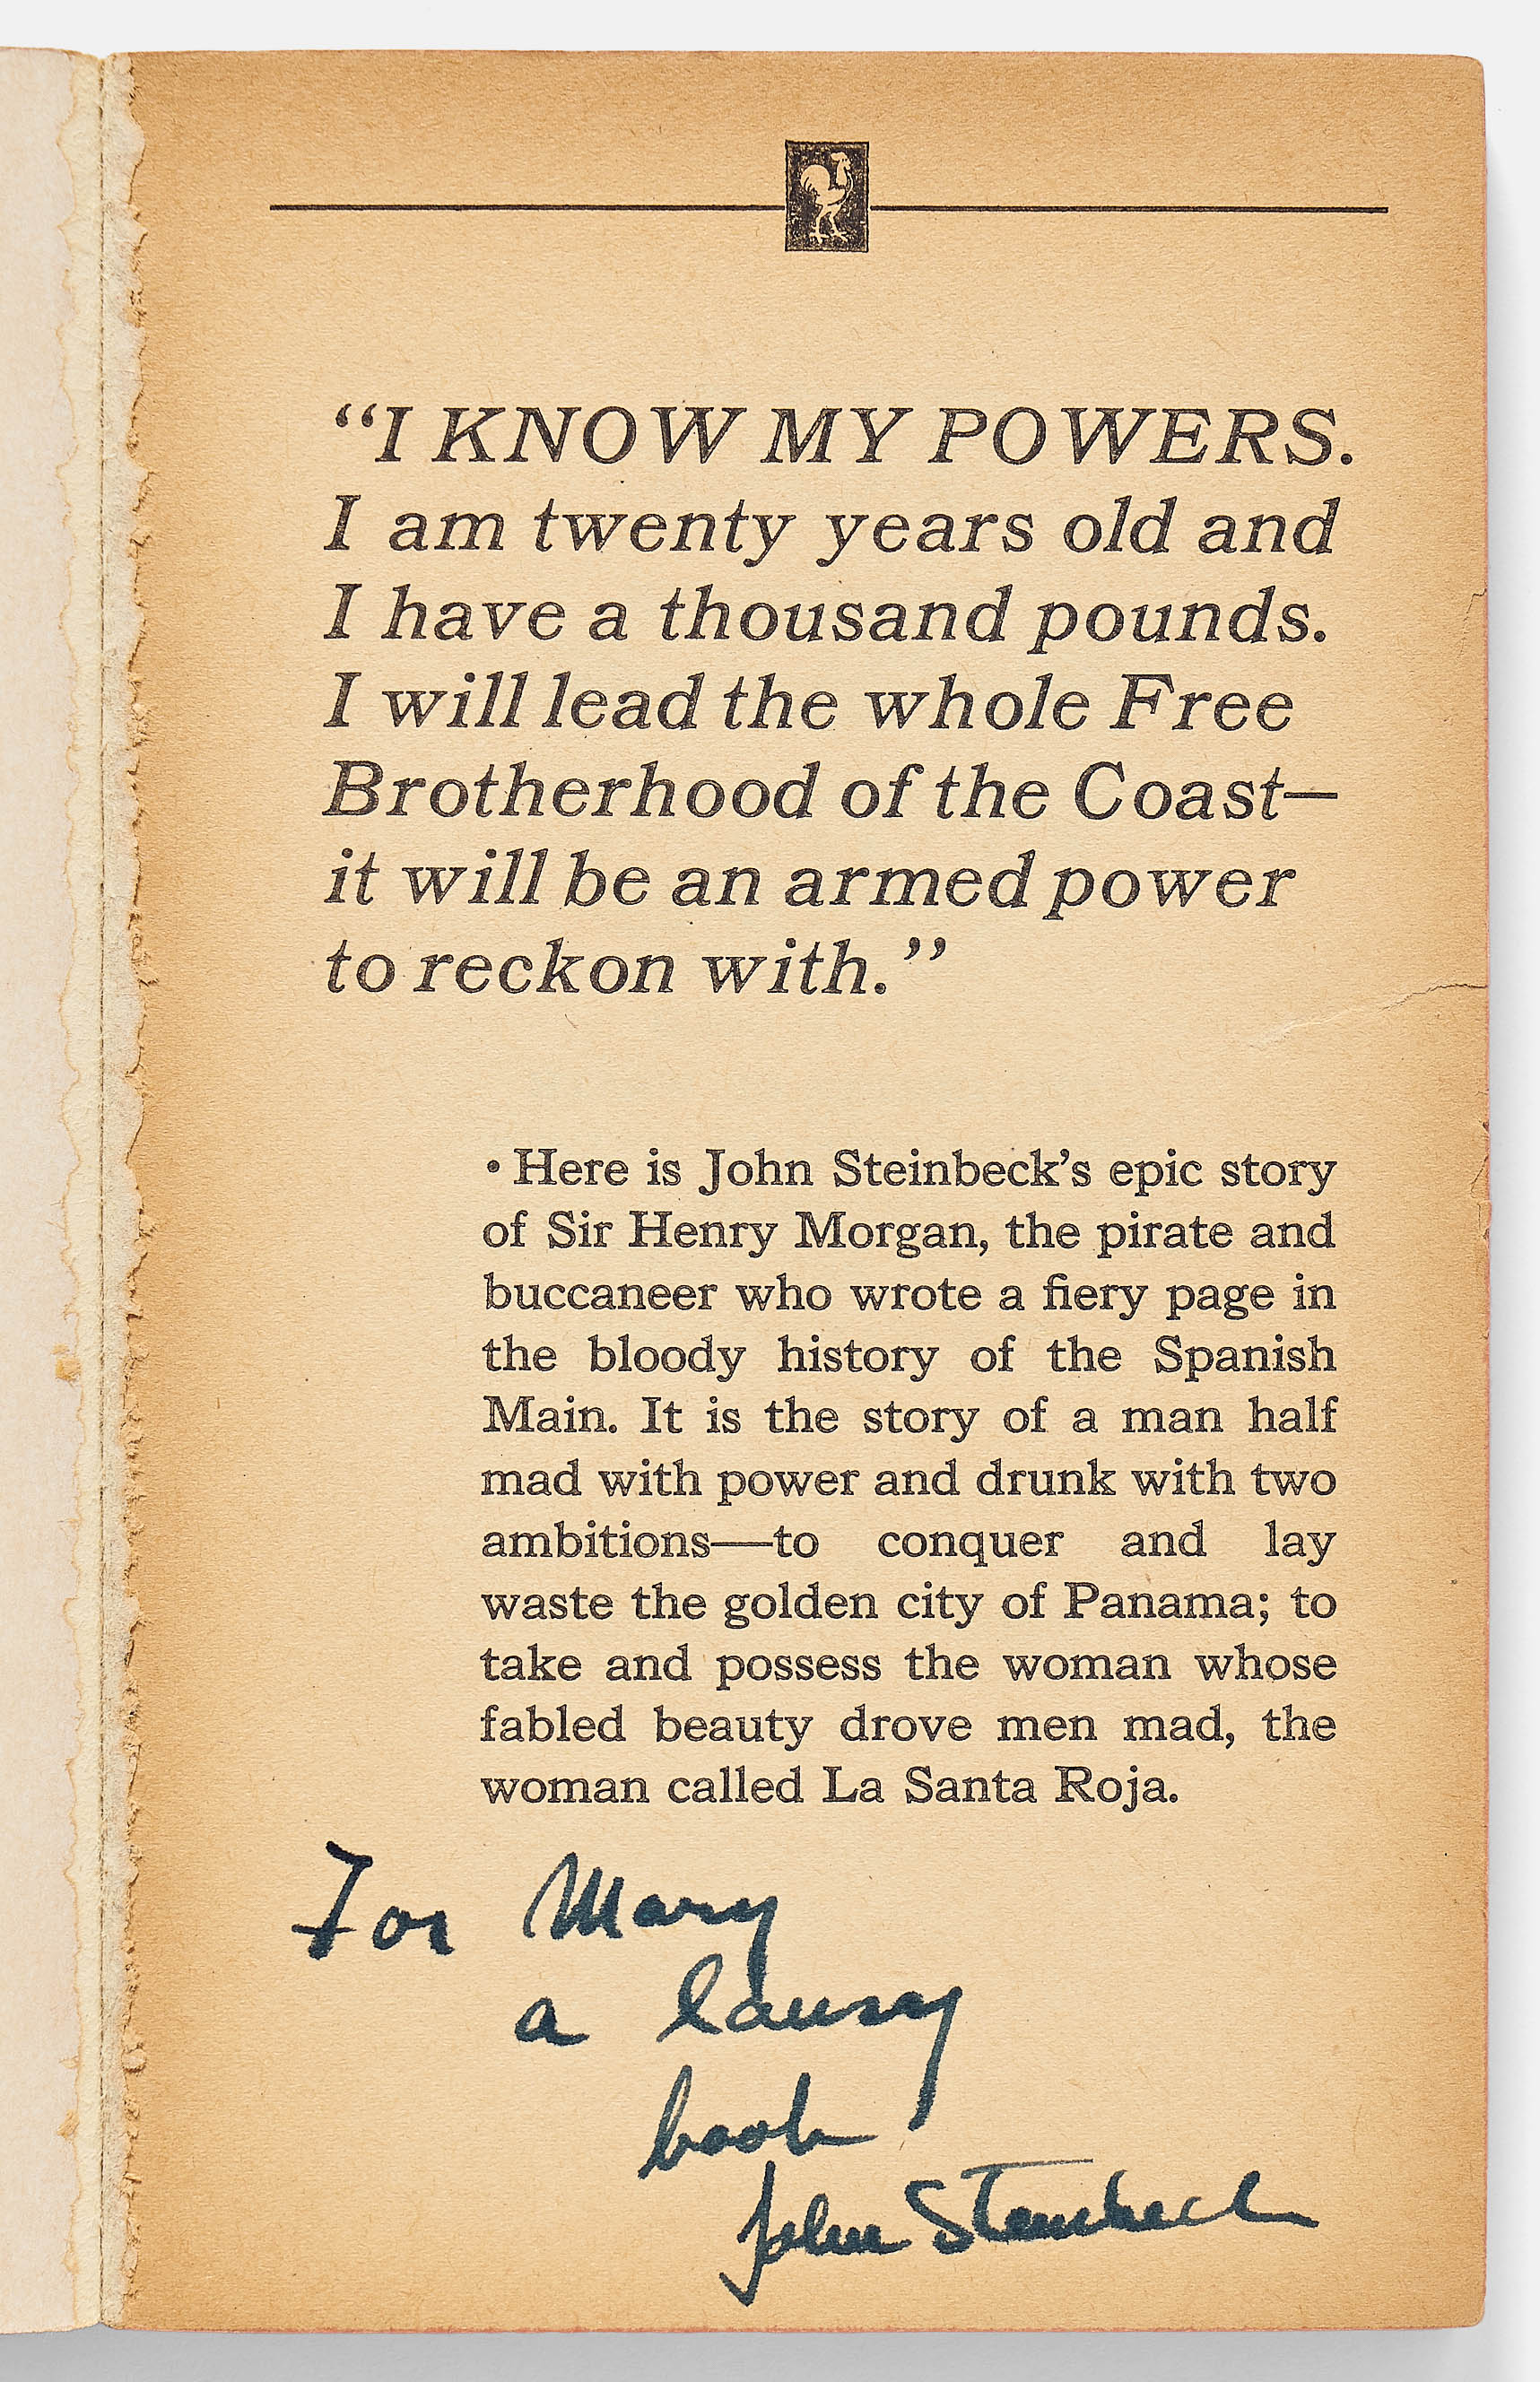 “I KNOW MY POWERS.
I am twenty years old and
I have a thousand pounds.
I will lead the whole Free
Brotherhood of the Coast—
it will be an armed power
to reckon with.”
• Here is John Steinbeck’s epic story
of Sir Henry Morgan, the pirate and
buccaneer who wrote a fiery page in
the bloody history of the Spanish
Main. It is the story of a man half
mad with power and drunk with two
ambitions—to conquer and lay
waste the golden city of Panama; to
take and possess the woman whose
fabled beauty drove men mad, the
woman called La Santa Roja.
For Mary
a lousy
book
John Steinbeck